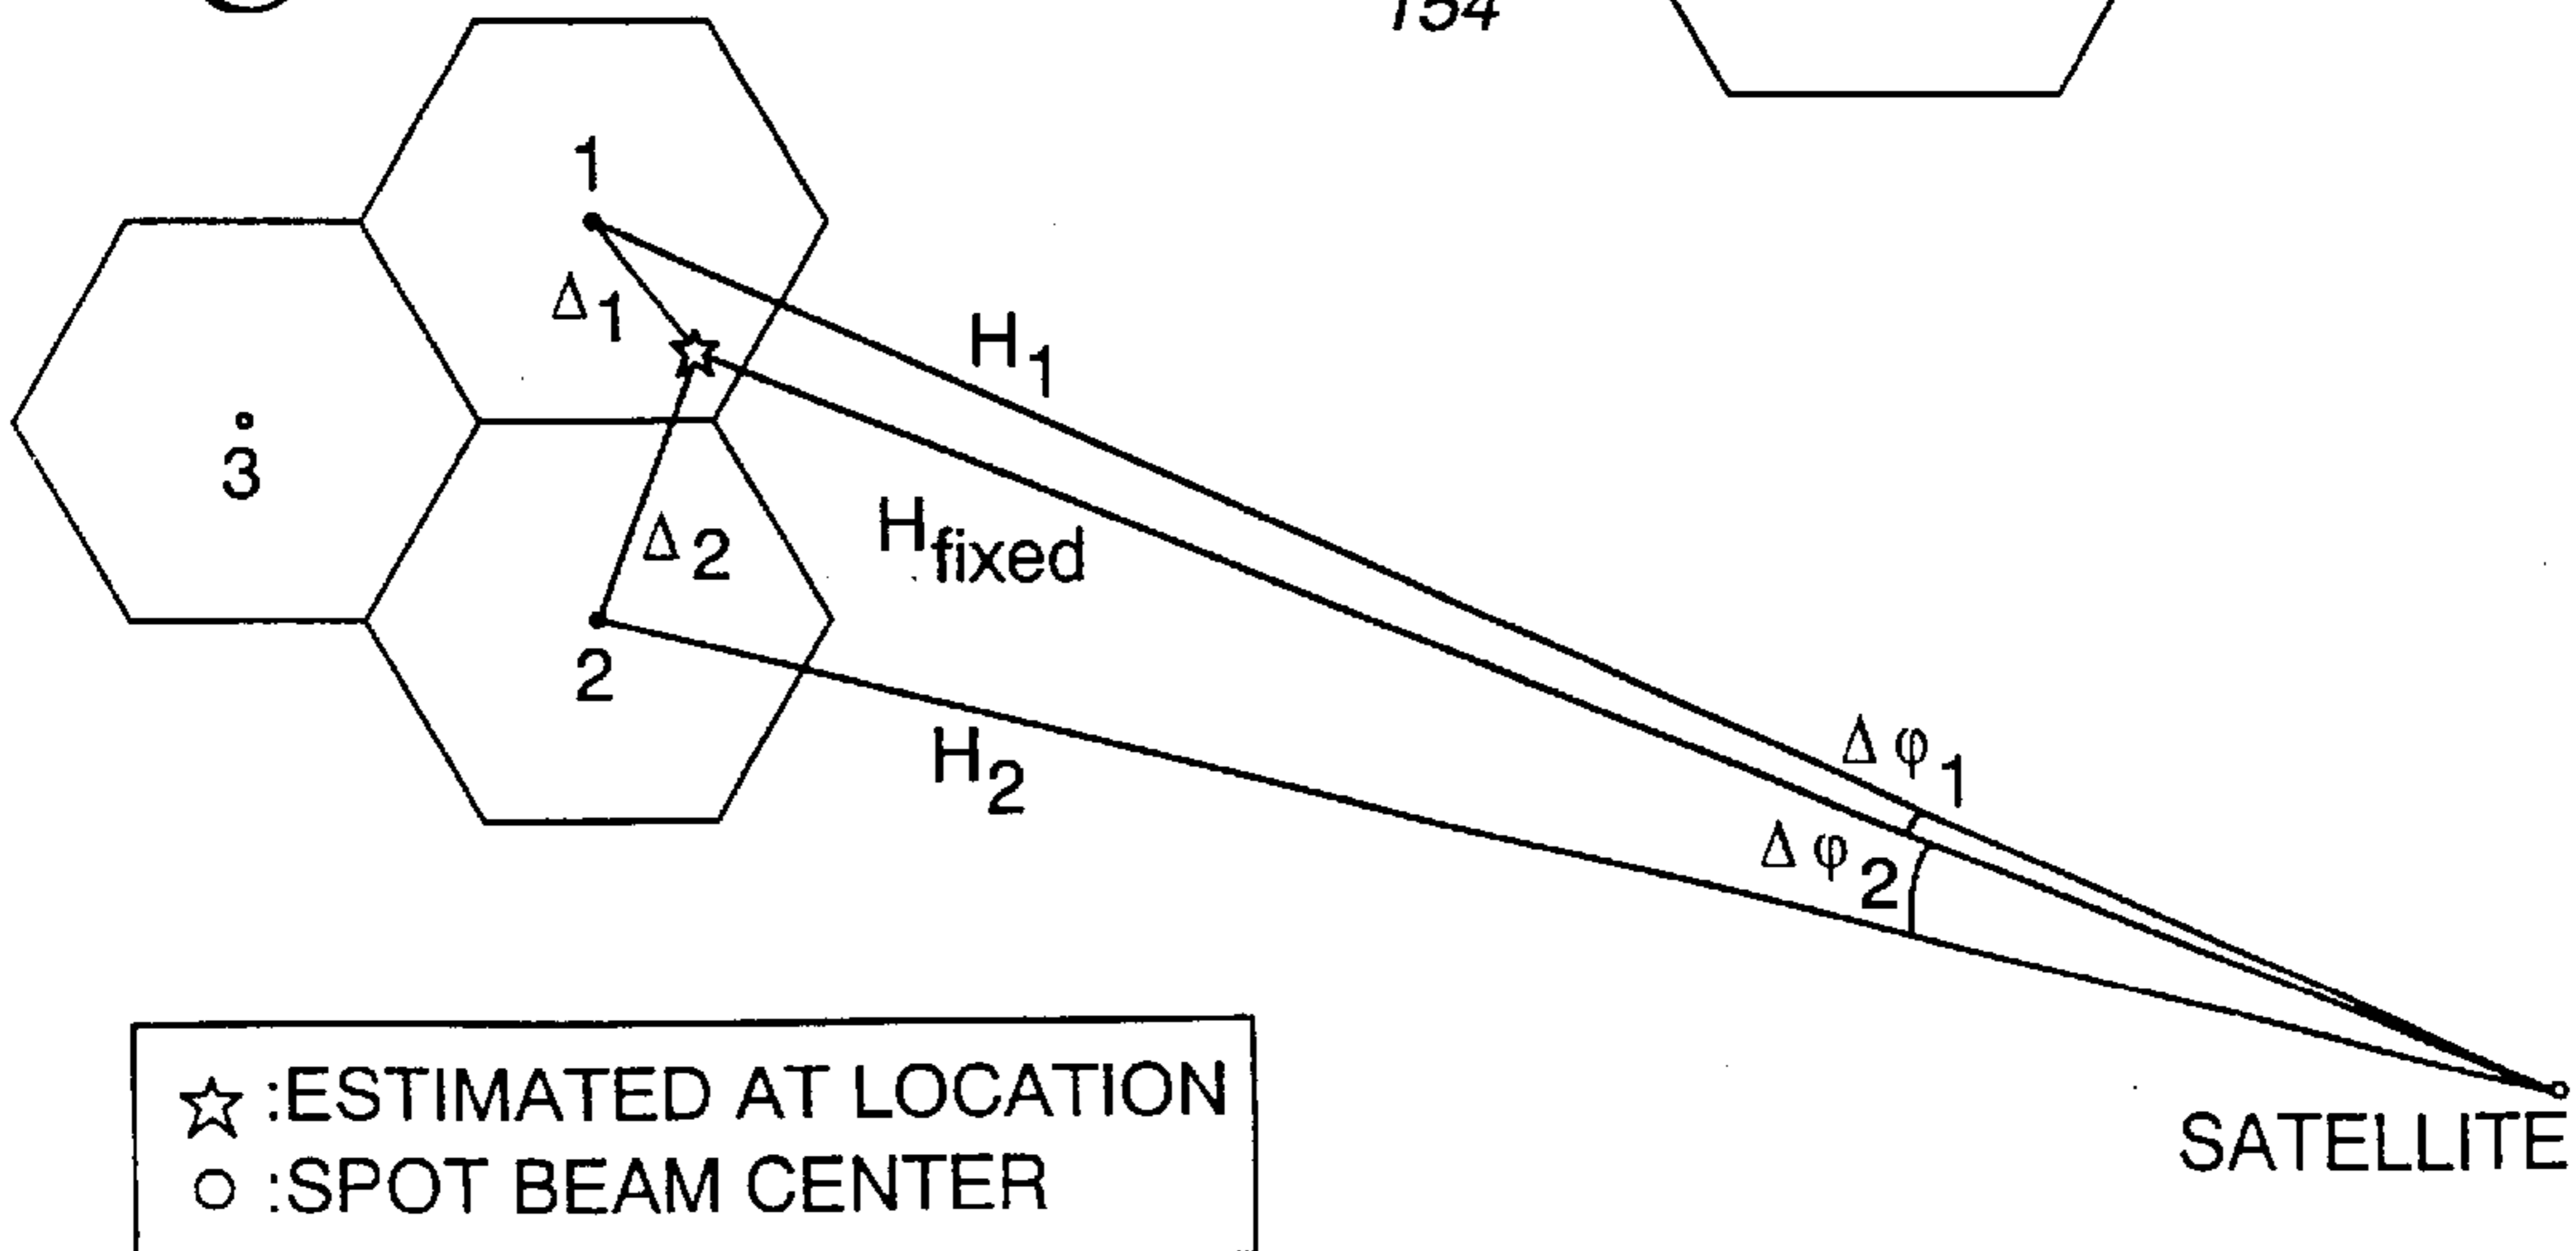 154
1
Δ1
H1
3
Hfixed
Δ2
2
H2
Δφ1
Δφ2
☆ :ESTIMATED AT LOCATION
○ :SPOT BEAM CENTER
SATELLITE